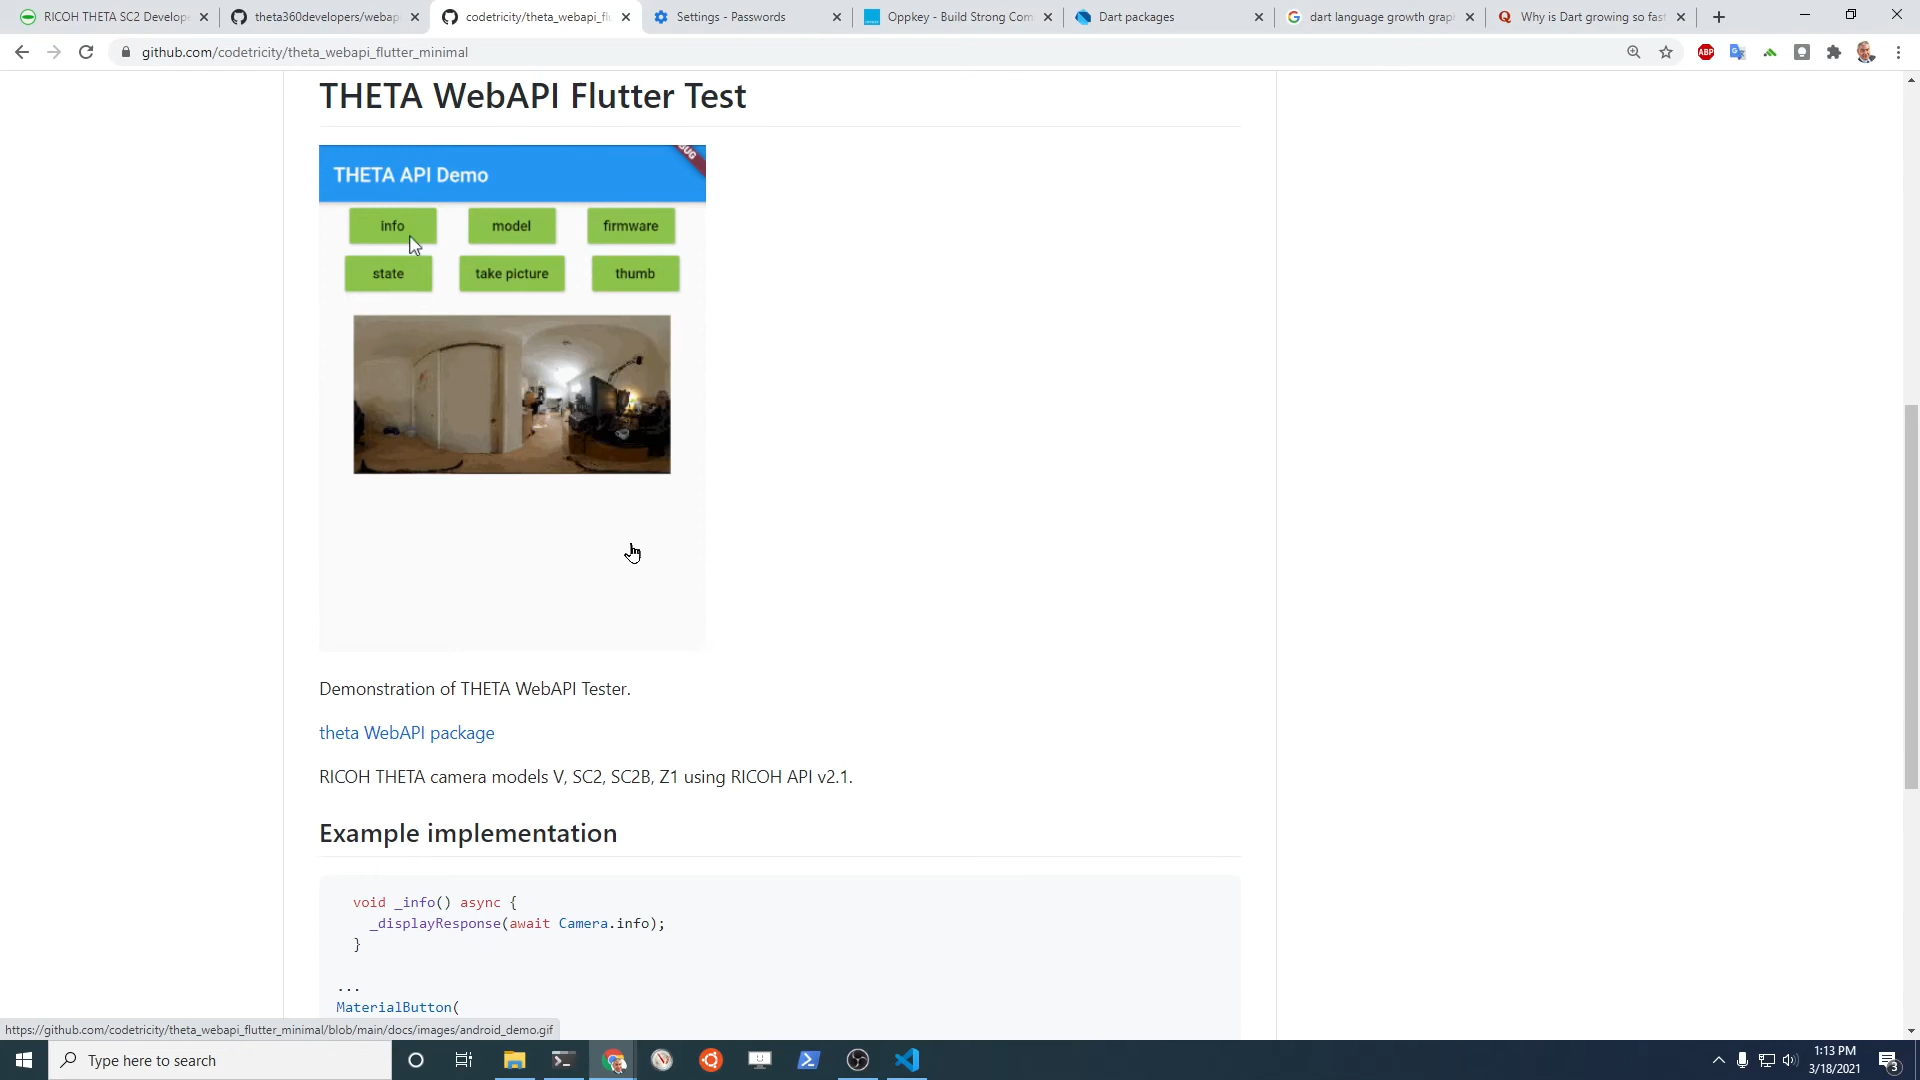 RICOH THETA SC2 Develope
theta360developers/webap
codetricity/theta_webapi_flu
Settings - Passwords
Oppkey - Build Strong Com
Dart packages
dart language growth grap
Why is Dart growing so fast
github.com/codetricity/theta_webapi_flutter_minimal
ABP
THETA WebAPI Flutter Test
THETA API Demo
info model firmware
state take picture thumb
Demonstration of THETA WebAPI Tester.
theta WebAPI package
RICOH THETA camera models V, SC2, SC2B, Z1 using RICOH API v2.1.
Example implementation
void _info() async {
_displayResponse(await Camera.info);
}
...
MaterialButton(
https://github.com/codetricity/theta_webapi_flutter_minimal/blob/main/docs/images/android_demo.gif
Type here to search
1:13 PM
3/18/2021
3